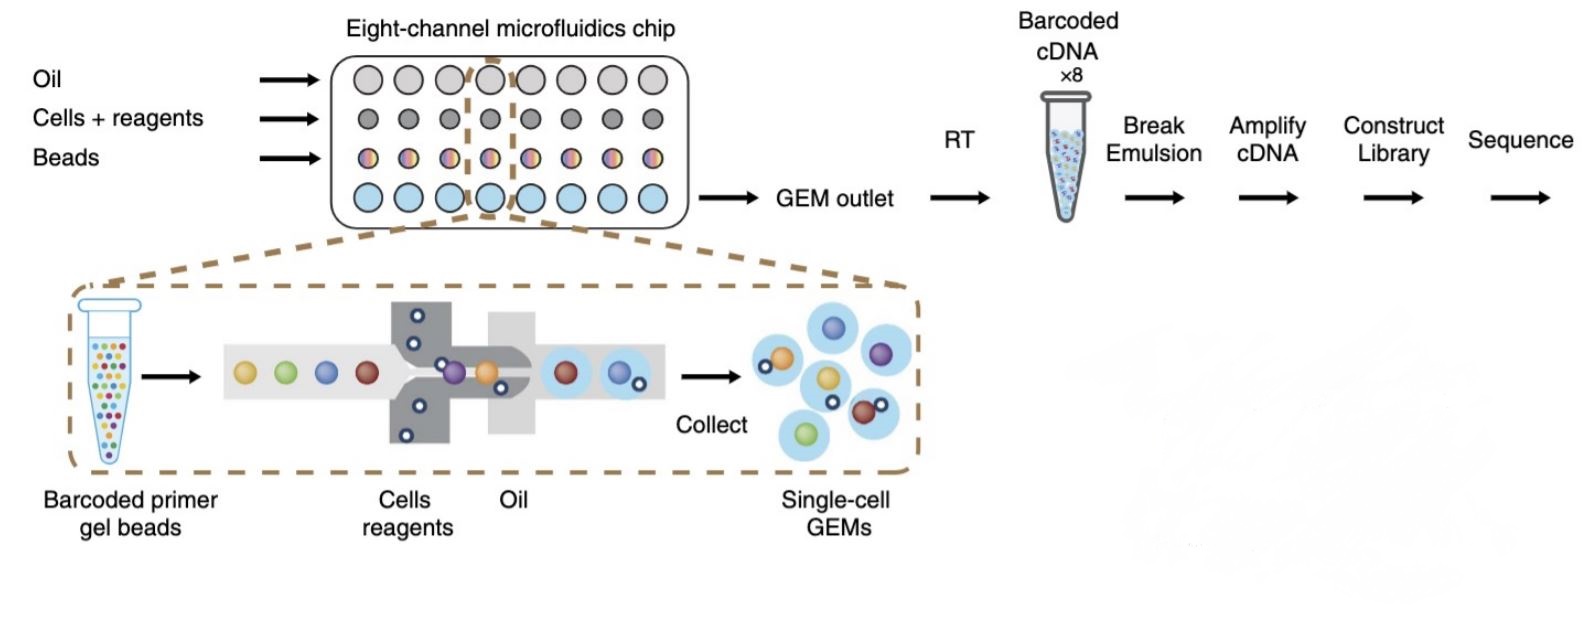 Eight-channel microfluidics chip
Oil
Cells + reagents
Beads
GEM outlet
RT
Barcoded
cDNA
×8
Break
Emulsion
Amplify
cDNA
Construct
Library
Sequence
Collect
Barcoded primer
gel beads
Cells
reagents
Oil
Single-cell
GEMs